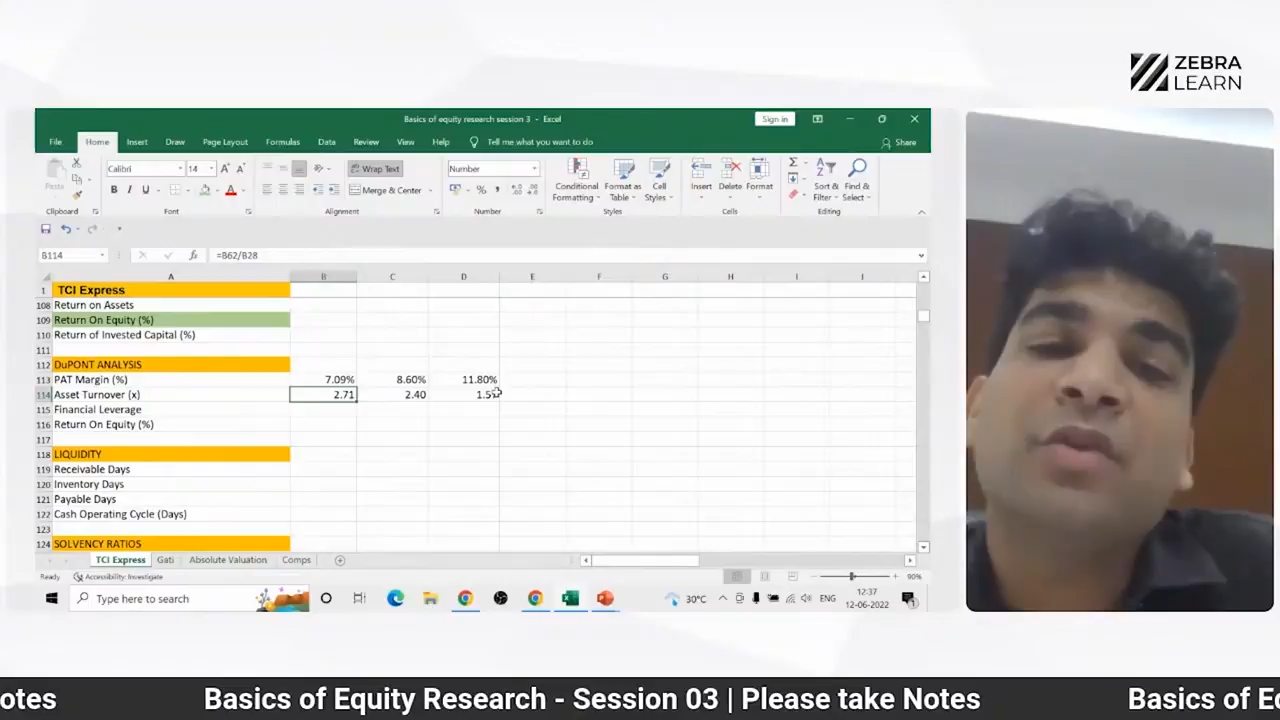 ZEBRA
LEARN
Basics of equity research session 3 - Excel
Sign in
File Home Insert Draw Page Layout Formulas Data Review View Help Tell me what you want to do Share
Paste Calibri 14 A A Wrap Text Number
B I U A Merge & Center % , Conditional Formatting Format as Table Cell Styles Insert Delete Format Sort & Filter Find & Select
Clipboard Font Alignment Number Styles Cells Editing
B114 fx =B62/B28
A B C D E F G H I
1 TCI Express
108 Return on Assets
109 Return On Equity (%)
110 Return of Invested Capital (%)
111
112 DuPONT ANALYSIS
113 PAT Margin (%) 7.09% 8.60% 11.80%
114 Asset Turnover (x) 2.71 2.40
115 Financial Leverage
116 Return On Equity (%)
117
118 LIQUIDITY
119 Receivable Days
120 Inventory Days
121 Payable Days
122 Cash Operating Cycle (Days)
123
124 SOLVENCY RATIOS
TCI Express Gati Absolute Valuation Comps
Ready Accessibility: Investigate 90%
Type here to search 30°C ENG 12:37
12-06-2022
otes Basics of Equity Research - Session 03 | Please take Notes Basics of E